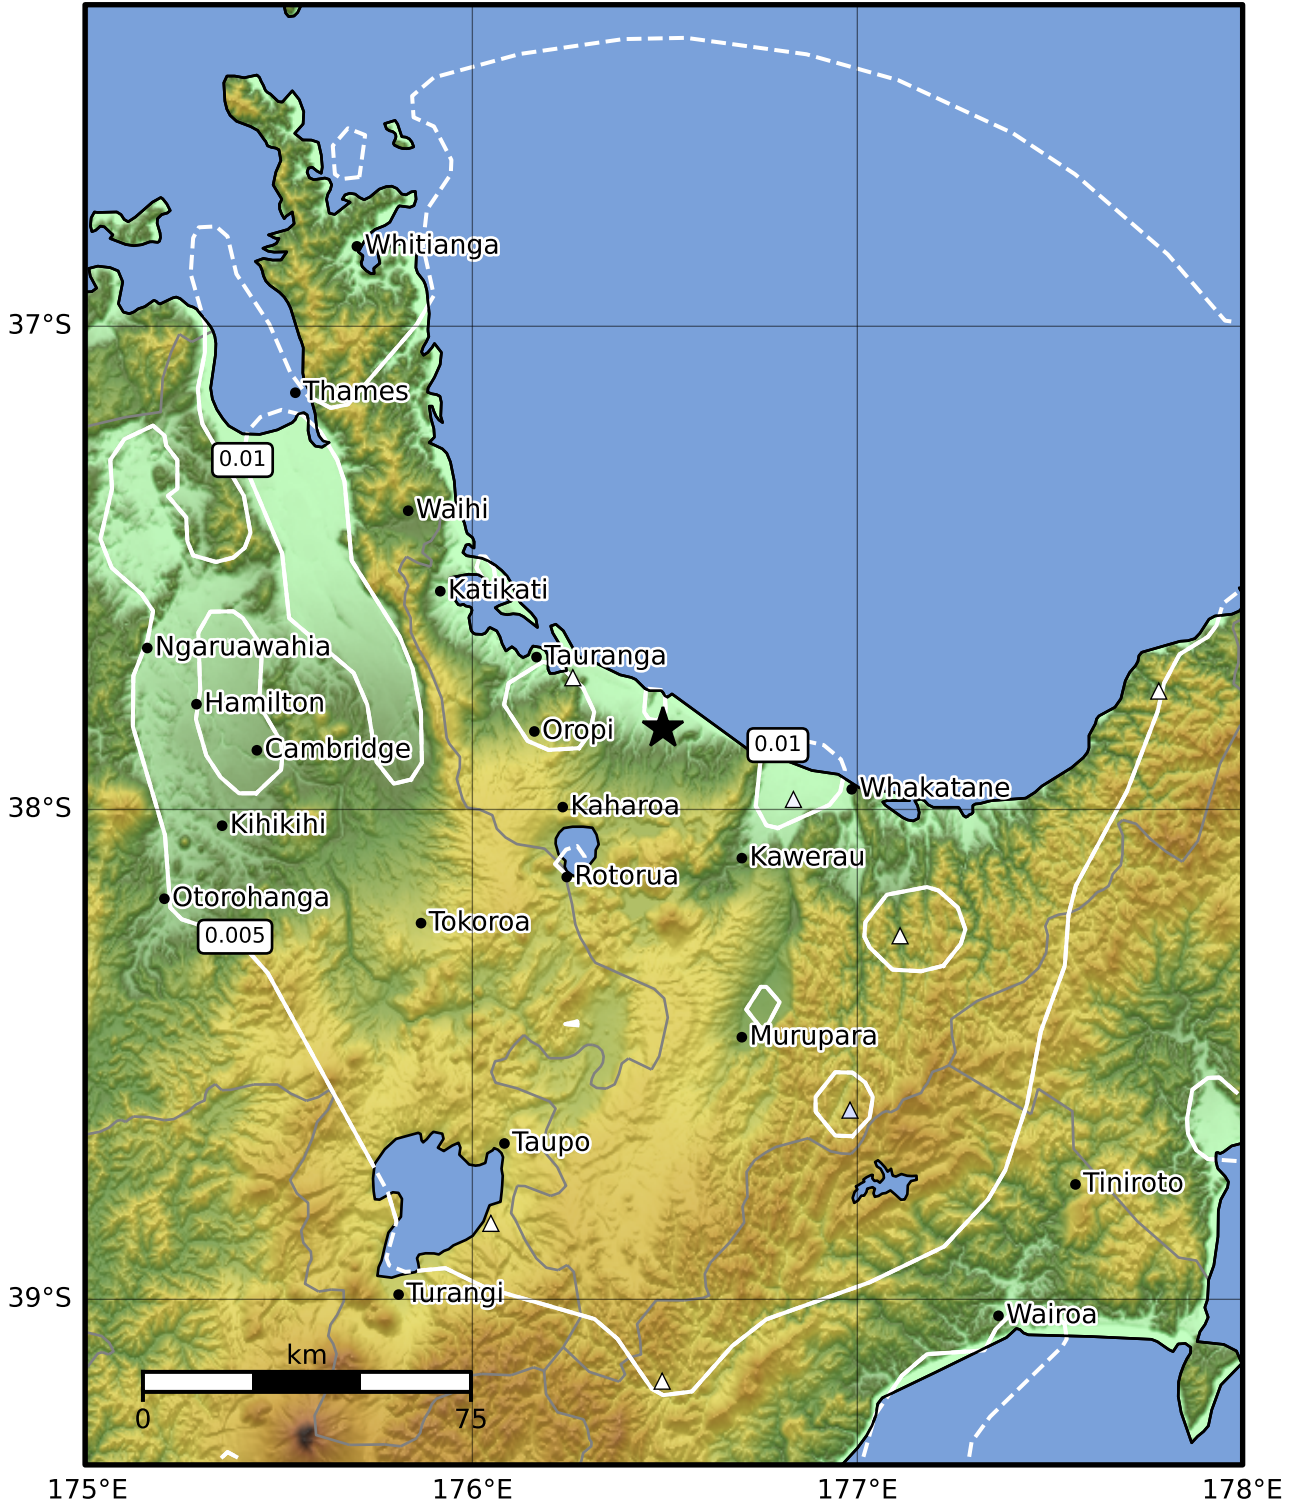 Whitianga
37°S
Thames
0.01
Waihi
Katikati
Ngaruawahia
Tauranga
Hamilton
Oropi
Cambridge
0.01
Whakatane
38°S
Kaharoa
Kihikihi
Kawerau
Rotorua
Otorohanga
Tokoroa
0.005
Murupara
Taupo
Tiniroto
39°S
Turangi
Wairoa
km
0
75
175°E
176°E
177°E
178°E